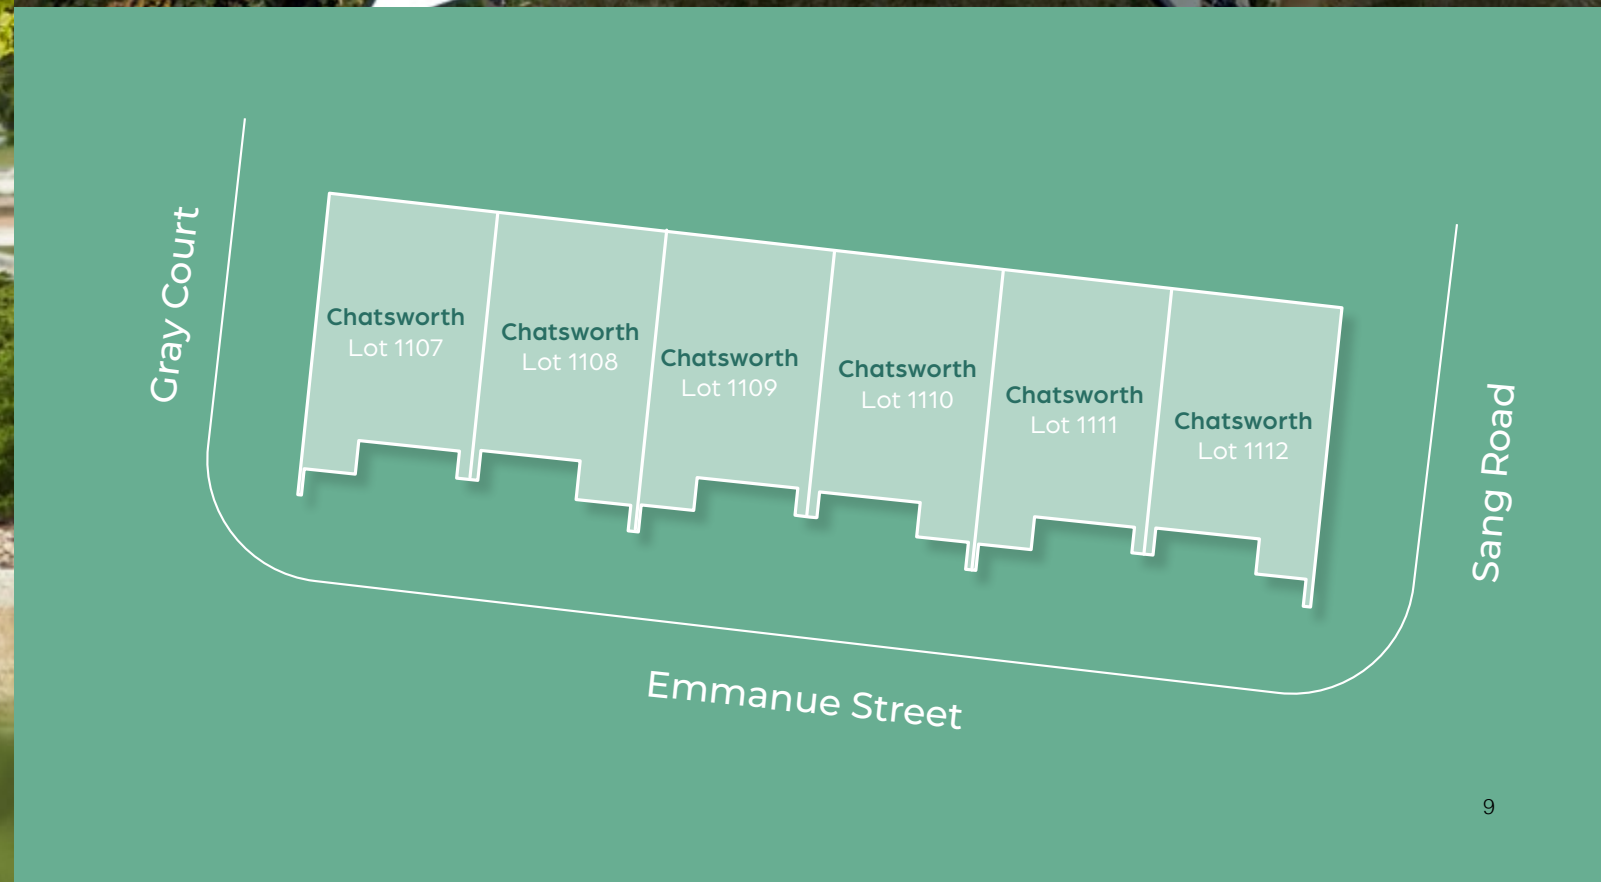 Gray Court
Chatsworth
Lot 1107
Chatsworth
Lot 1108
Chatsworth
Lot 1109
Chatsworth
Lot 1110
Chatsworth
Lot 1111
Chatsworth
Lot 1112
Sang Road
Emmanue Street
9